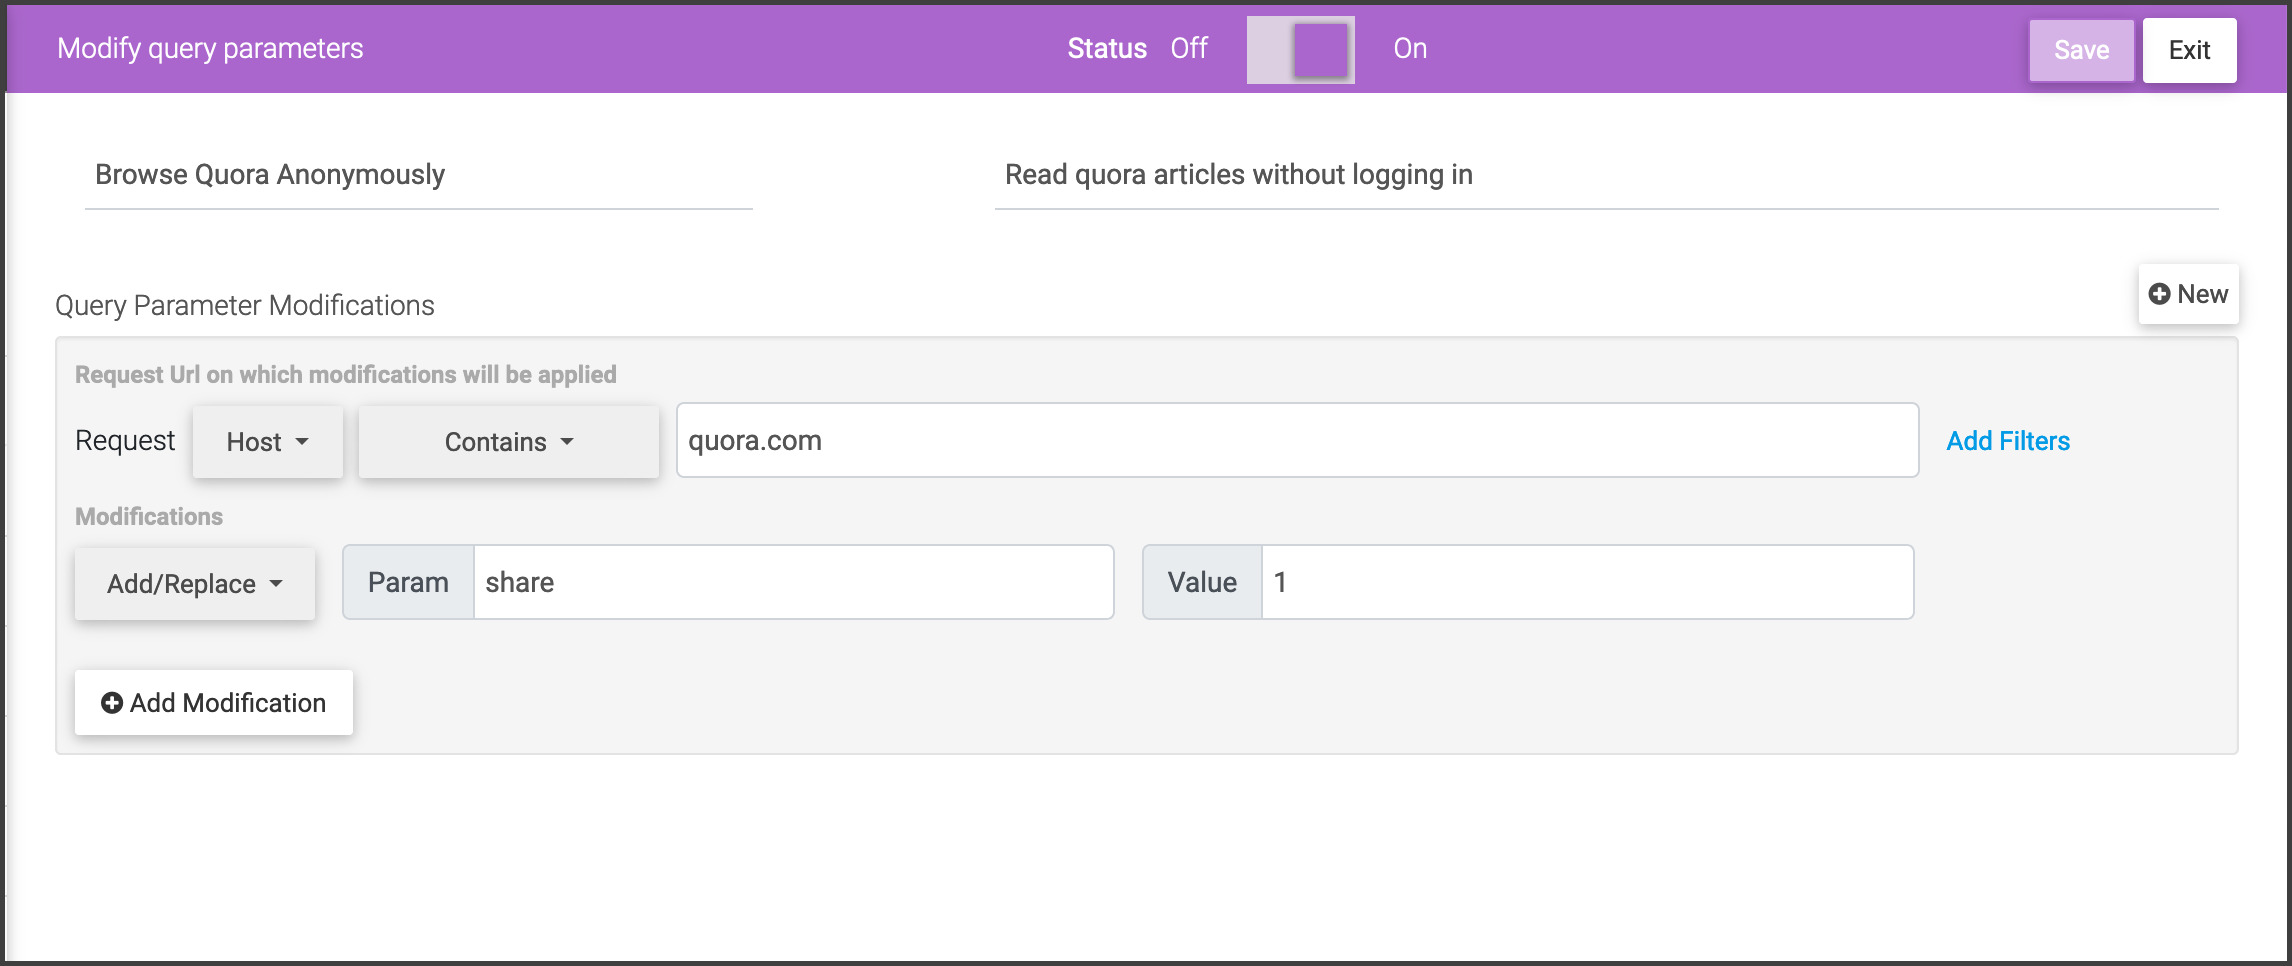 Modify query parameters Status Off On Save Exit
Browse Quora Anonymously Read quora articles without logging in
Query Parameter Modifications New
Request Url on which modifications will be applied
Request Host Contains quora.com Add Filters
Modifications
Add/Replace Param share Value 1
Add Modification